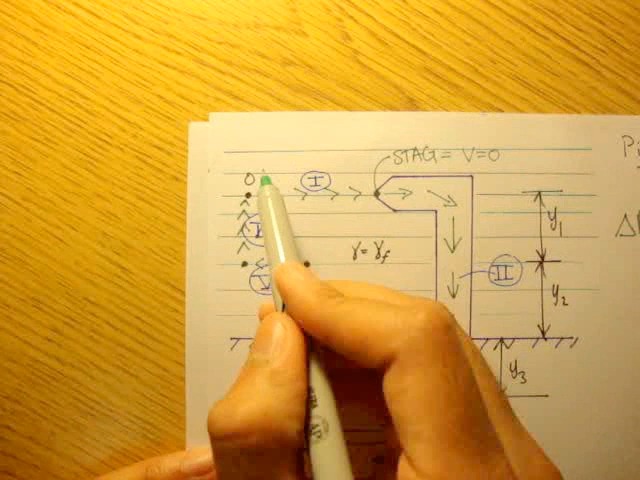 STAG = V=0
O
I
y1
γ = γf
II
y2
y3